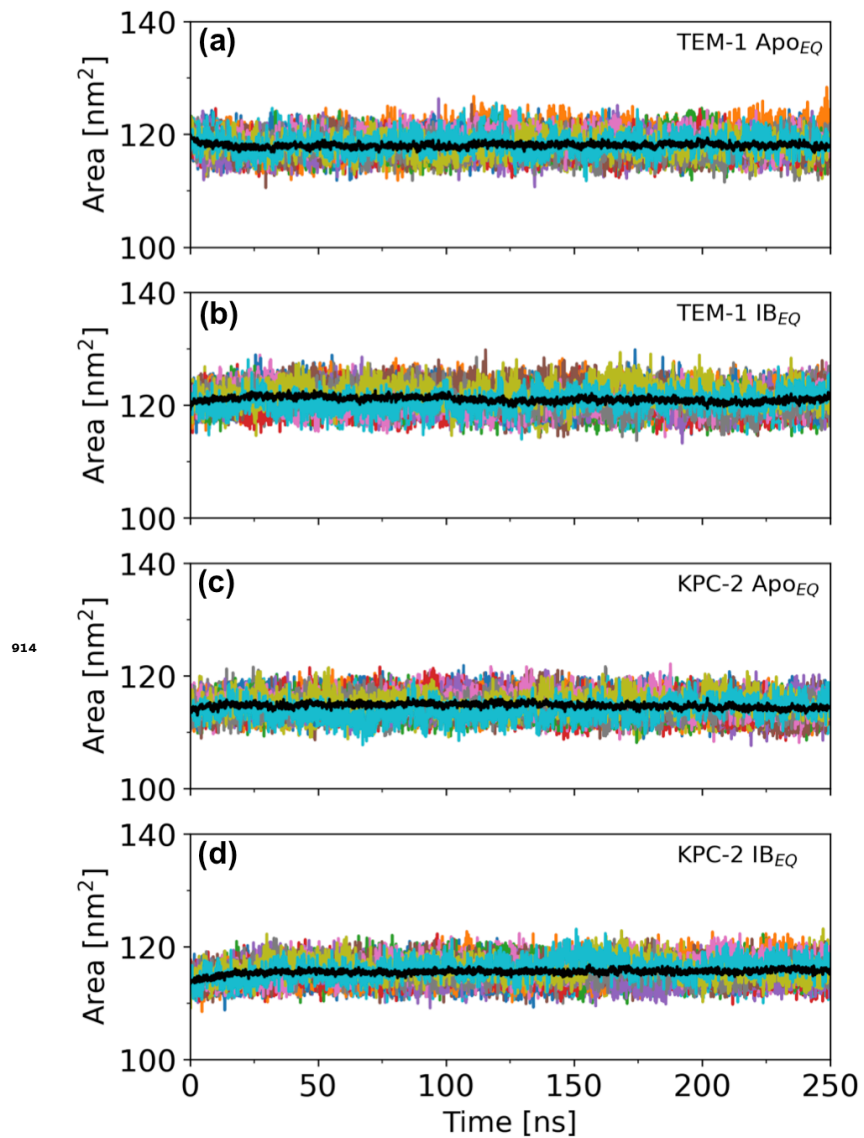 (a)
TEM-1 Apo_EQ
140
120
100
Area [nm²]
(b)
TEM-1 IB_EQ
140
120
100
Area [nm²]
914
(c)
KPC-2 Apo_EQ
140
120
100
Area [nm²]
(d)
KPC-2 IB_EQ
140
120
100
Area [nm²]
0 50 100 150 200 250
Time [ns]